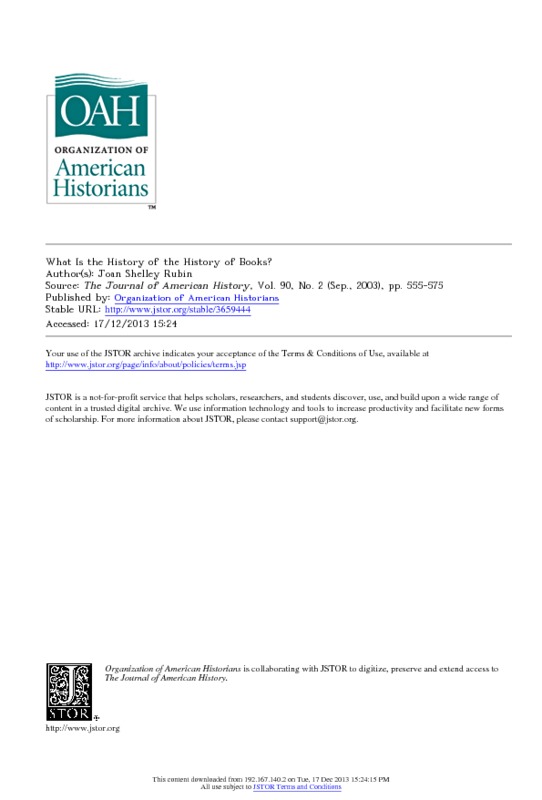 OAH
ORGANIZATION OF
American
Historians
™
What Is the History of the History of Books?
Author(s): Joan Shelley Rubin
Source: The Journal of American History, Vol. 90, No. 2 (Sep., 2003), pp. 555-575
Published by: Organization of American Historians
Stable URL: http://www.jstor.org/stable/3659444
Accessed: 17/12/2013 15:24
Your use of the JSTOR archive indicates your acceptance of the Terms & Conditions of Use, available at
http://www.jstor.org/page/info/about/policies/terms.jsp
JSTOR is a not-for-profit service that helps scholars, researchers, and students discover, use, and build upon a wide range of
content in a trusted digital archive. We use information technology and tools to increase productivity and facilitate new forms
of scholarship. For more information about JSTOR, please contact support@jstor.org.
Organization of American Historians is collaborating with JSTOR to digitize, preserve and extend access to
The Journal of American History.
J
STOR
http://www.jstor.org
This content downloaded from 192.167.140.2 on Tue, 17 Dec 2013 15:24:15 PM
All use subject to JSTOR Terms and Conditions